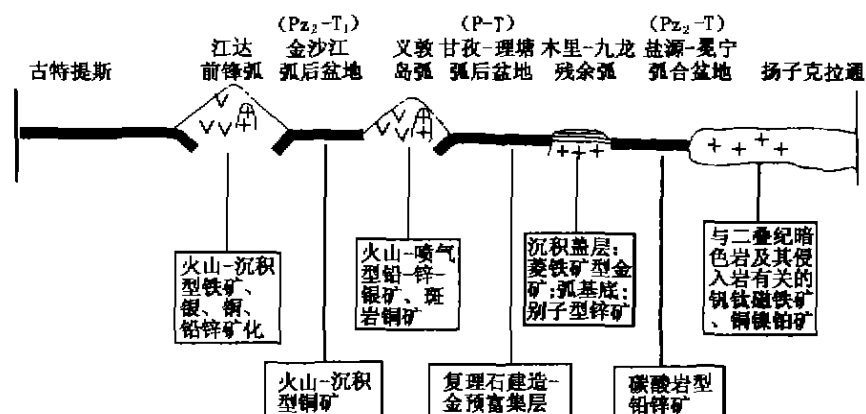 (Pz₂-T₁)
(P-T)
(Pz₂-T)
江达
金沙江
义敦
甘孜-理塘
木里-九龙
盐源-冕宁
古特提斯
前锋弧
弧后盆地
岛弧
弧后盆地
残余弧
弧合盆地
扬子克拉通
火山-沉积
型铁矿、
银、铜、
铅锌矿化
火山-喷气
型铅-锌-
银矿、斑
岩铜矿
沉积盖层;
菱铁矿型金
矿;弧基底;
别子型锌矿
与二叠纪暗
色岩及其侵
入岩有关的
钒钛磁铁矿
、铜镍铂矿
火山-沉积
型铜矿
复理石建造-
金预富集层
碳酸岩型
铅锌矿